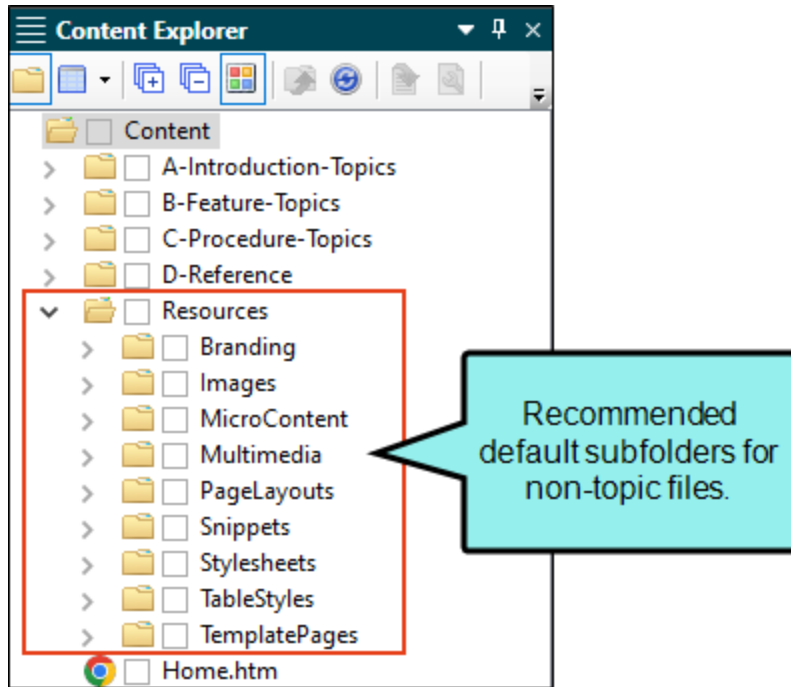 Content Explorer
Content
A-Introduction-Topics
B-Feature-Topics
C-Procedure-Topics
D-Reference
Resources
Branding
Images
MicroContent
Multimedia
PageLayouts
Snippets
Stylesheets
TableStyles
TemplatePages
Home.htm
Recommended
default subfolders for
non-topic files.